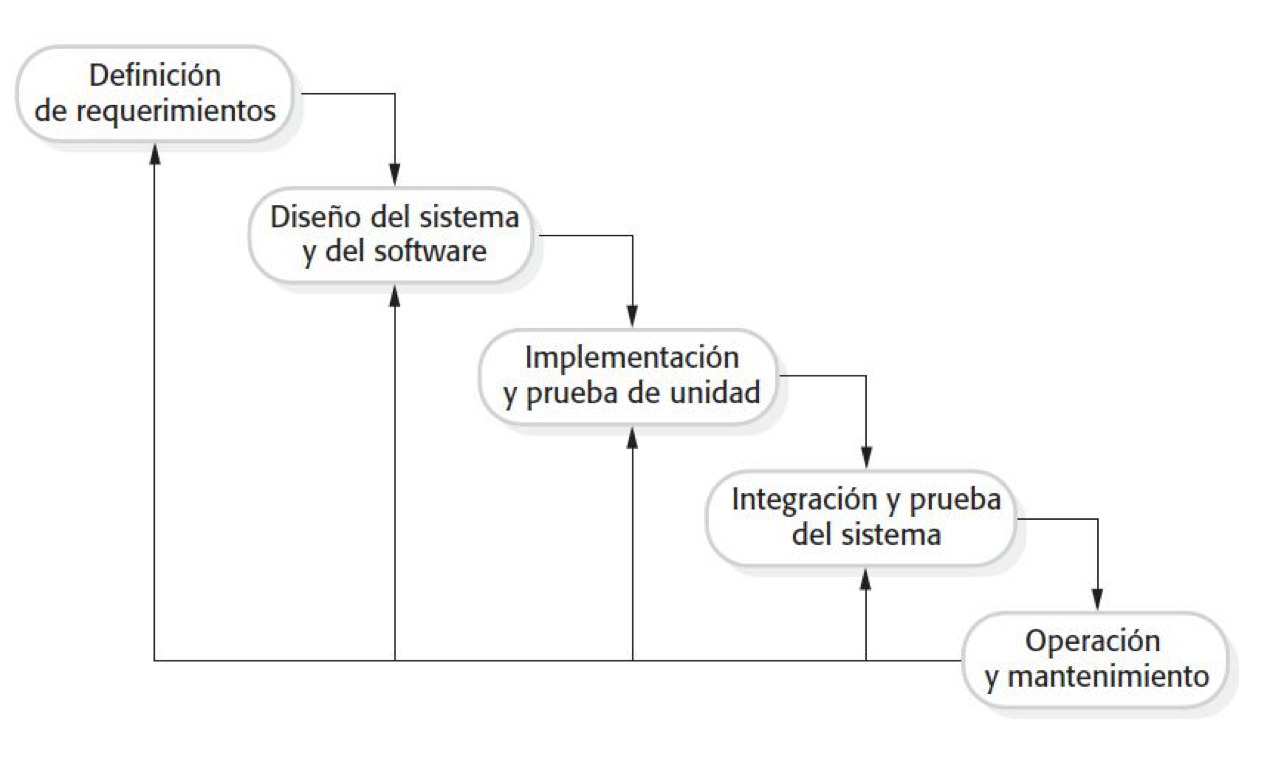 Definición
de requerimientos
Diseño del sistema
y del software
Implementación
y prueba de unidad
Integración y prueba
del sistema
Operación
y mantenimiento